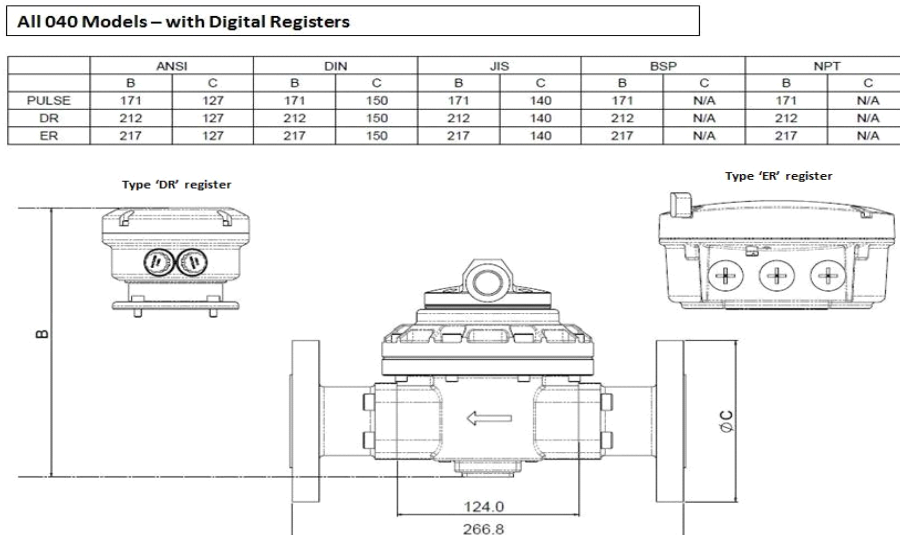 All 040 Models – with Digital Registers
ANSI DIN JIS BSP NPT
B C B C B C B C B C
PULSE 171 127 171 150 171 140 171 N/A 171 N/A
DR 212 127 212 150 212 140 212 N/A 212 N/A
ER 217 127 217 150 217 140 217 N/A 217 N/A
Type ‘DR’ register
Type ‘ER’ register
B
ØC
124.0
266.8